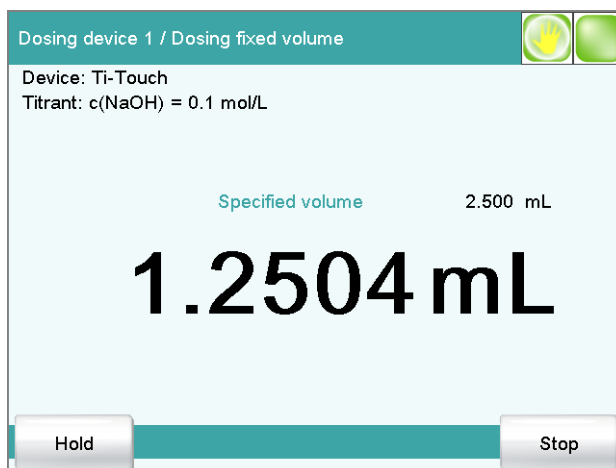 Dosing device 1 / Dosing fixed volume
Device: Ti-Touch
Titrant: c(NaOH) = 0.1 mol/L
Specified volume 2.500 mL
1.2504 mL
Hold Stop